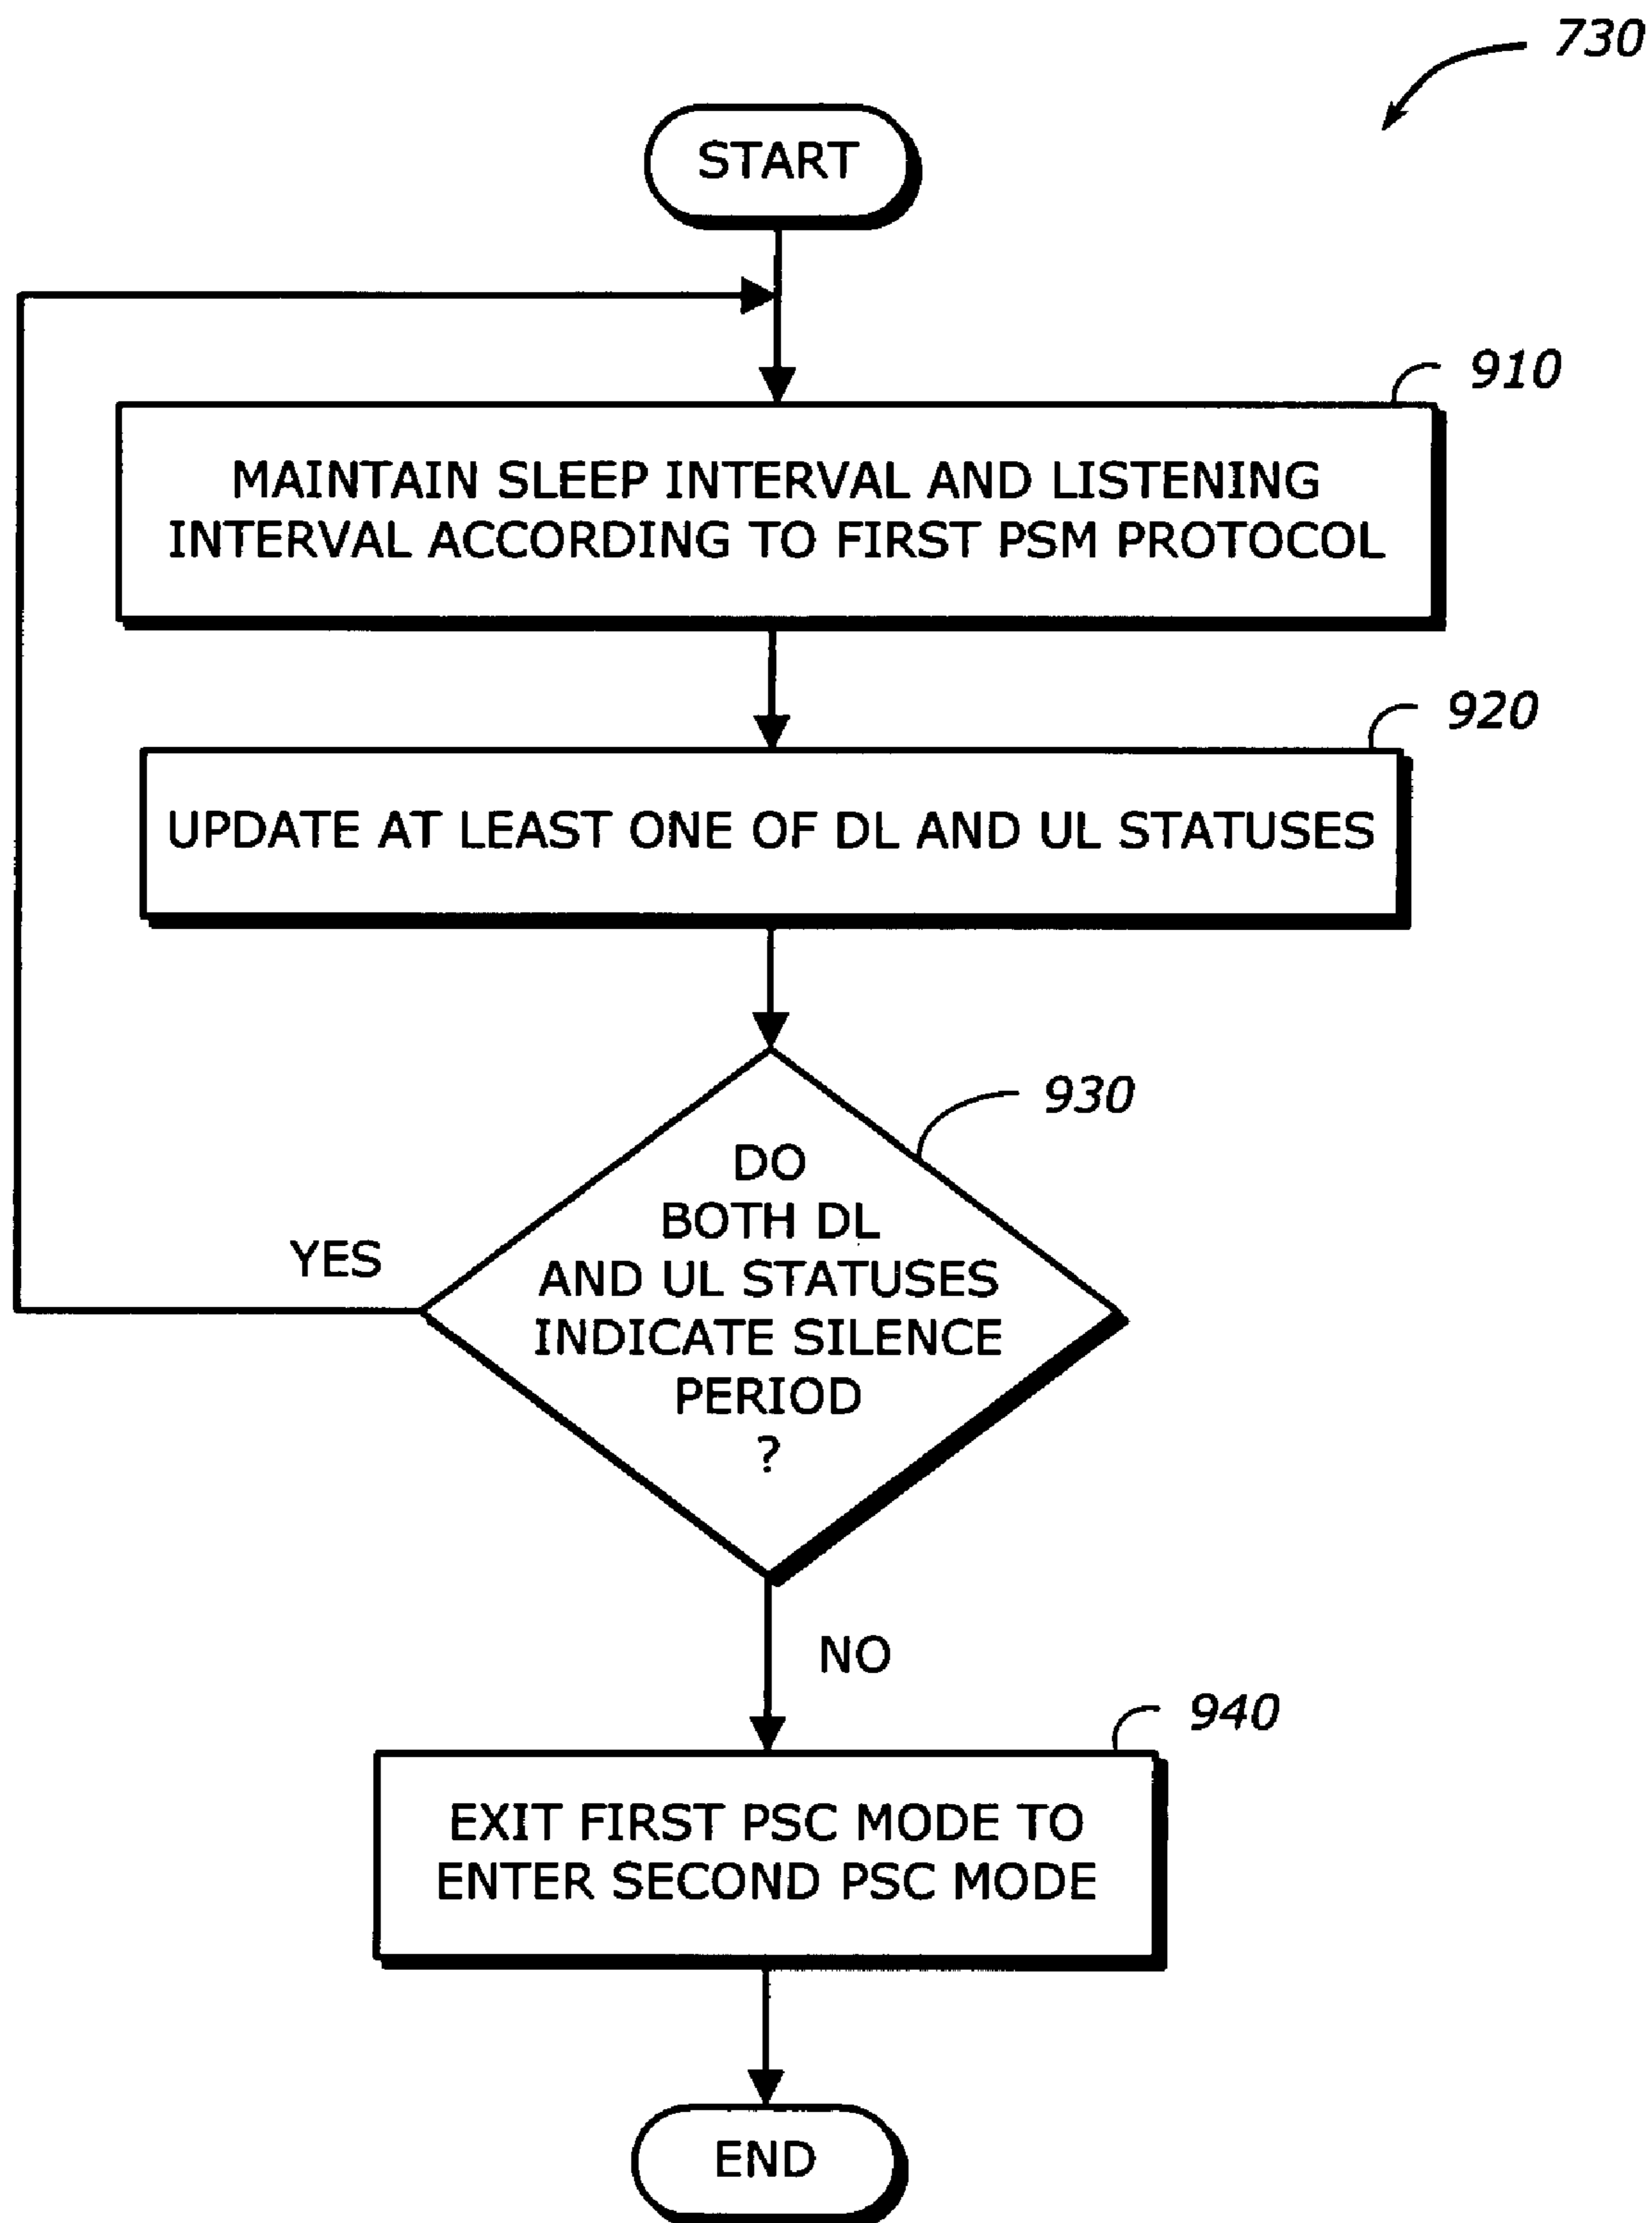 730
START
910
MAINTAIN SLEEP INTERVAL AND LISTENING
INTERVAL ACCORDING TO FIRST PSM PROTOCOL
920
UPDATE AT LEAST ONE OF DL AND UL STATUSES
930
DO
BOTH DL
AND UL STATUSES
INDICATE SILENCE
PERIOD
?
YES
NO
940
EXIT FIRST PSC MODE TO
ENTER SECOND PSC MODE
END